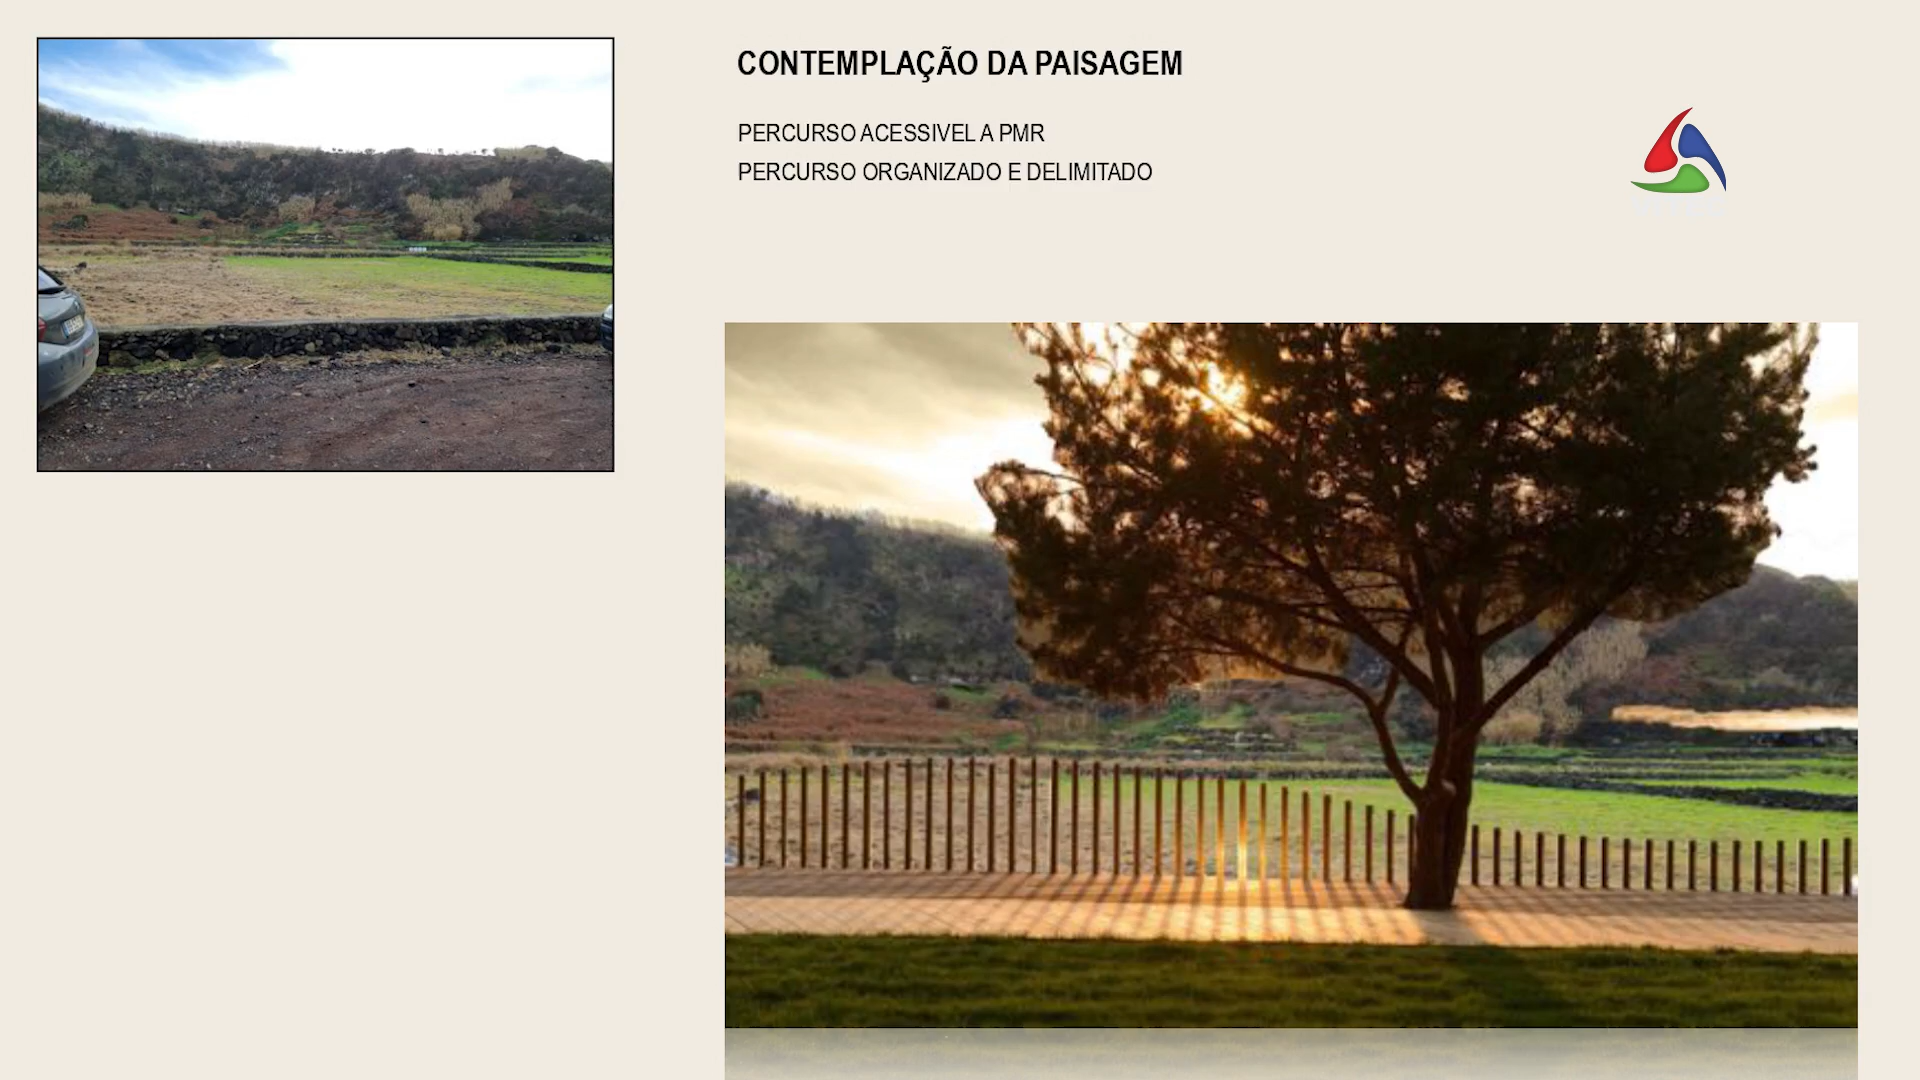 CONTEMPLAÇÃO DA PAISAGEM
PERCURSO ACESSIVEL A PMR
PERCURSO ORGANIZADO E DELIMITADO